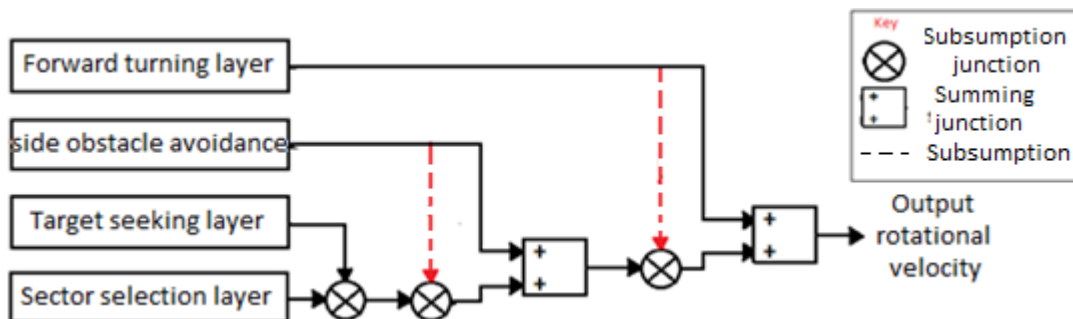 Key
Subsumption
junction
Summing
junction
Subsumption
Forward turning layer
side obstacle avoidance
Target seeking layer
Sector selection layer
+
+
+
+
+
+
Output
rotational
velocity